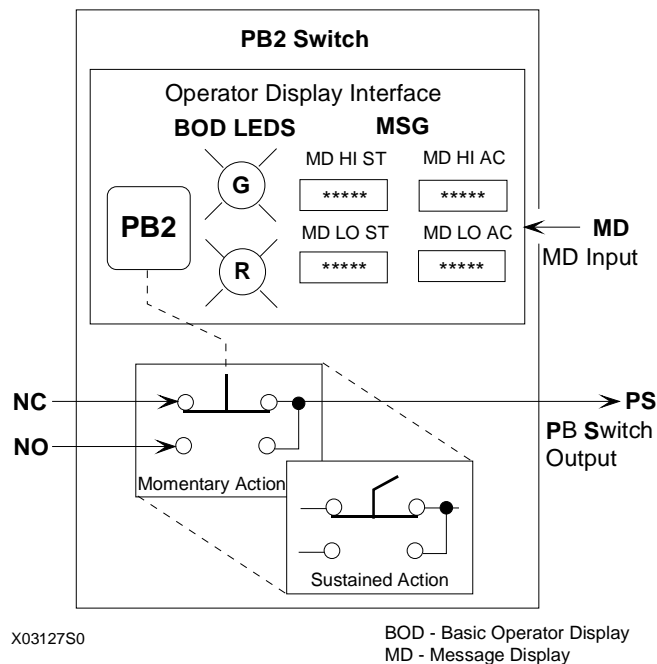 PB2 Switch
Operator Display Interface
BOD LEDS MSG
MD HI ST MD HI AC
G
***** *****
PB2
MD LO ST MD LO AC
R
***** *****
MD
MD Input
NC
NO
PS
PB Switch
Output
Momentary Action
Sustained Action
X03127S0
BOD - Basic Operator Display
MD - Message Display